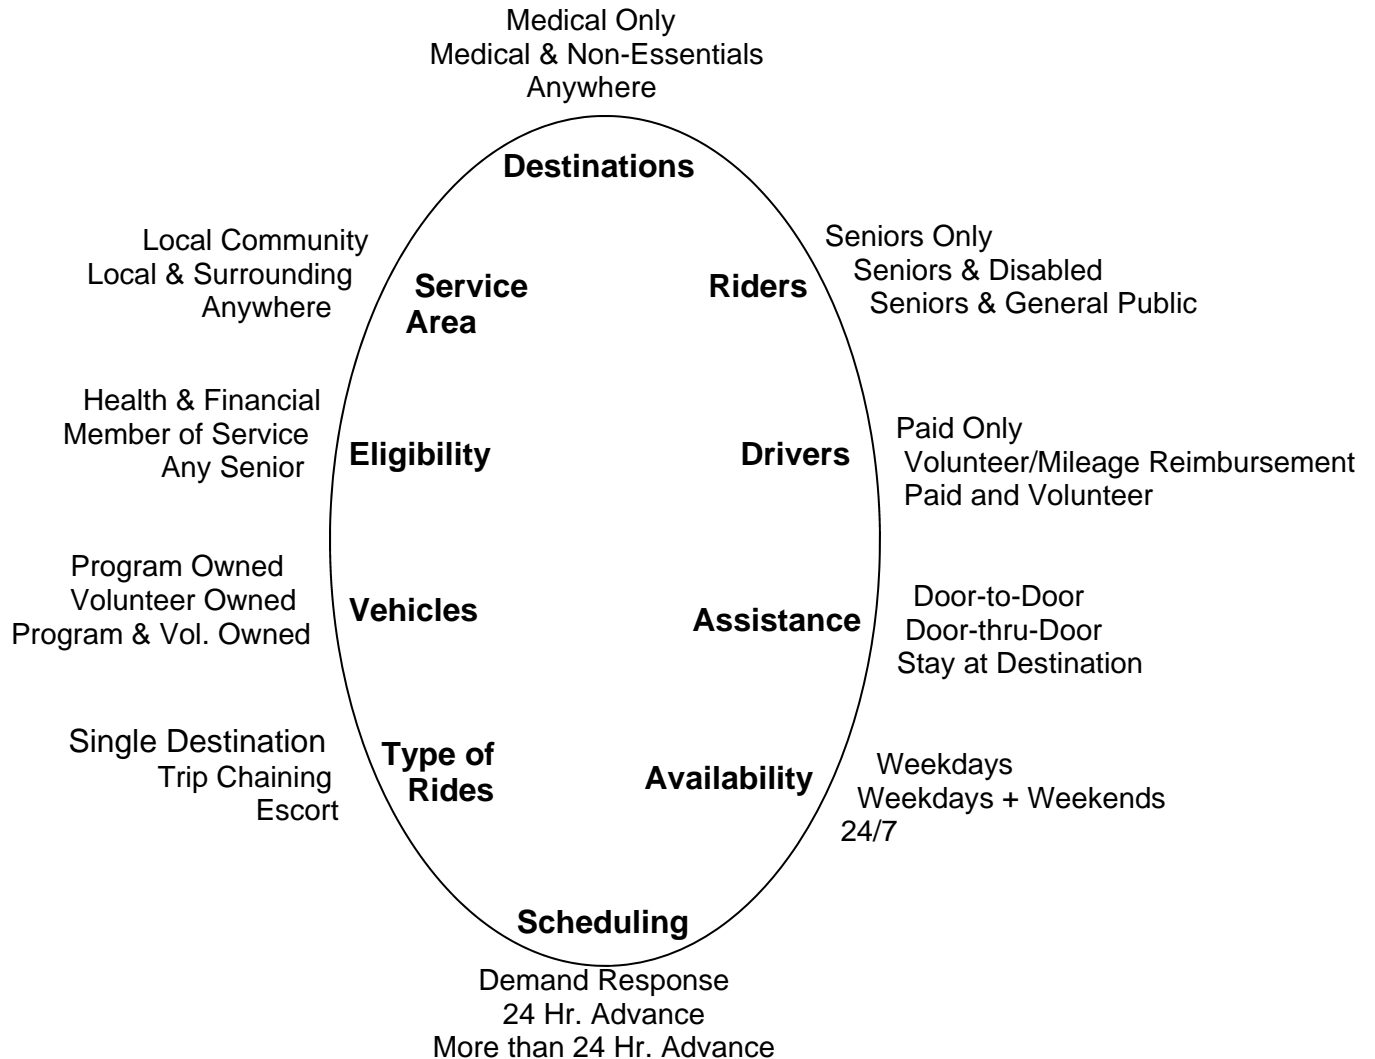 Medical Only
Medical & Non-Essentials
Anywhere
Destinations
Local Community
Local & Surrounding
Anywhere
Service
Area
Riders
Seniors Only
Seniors & Disabled
Seniors & General Public
Health & Financial
Member of Service
Any Senior
Eligibility
Drivers
Paid Only
Volunteer/Mileage Reimbursement
Paid and Volunteer
Program Owned
Volunteer Owned
Program & Vol. Owned
Vehicles
Assistance
Door-to-Door
Door-thru-Door
Stay at Destination
Single Destination
Trip Chaining
Escort
Type of
Rides
Availability
Weekdays
Weekdays + Weekends
24/7
Scheduling
Demand Response
24 Hr. Advance
More than 24 Hr. Advance